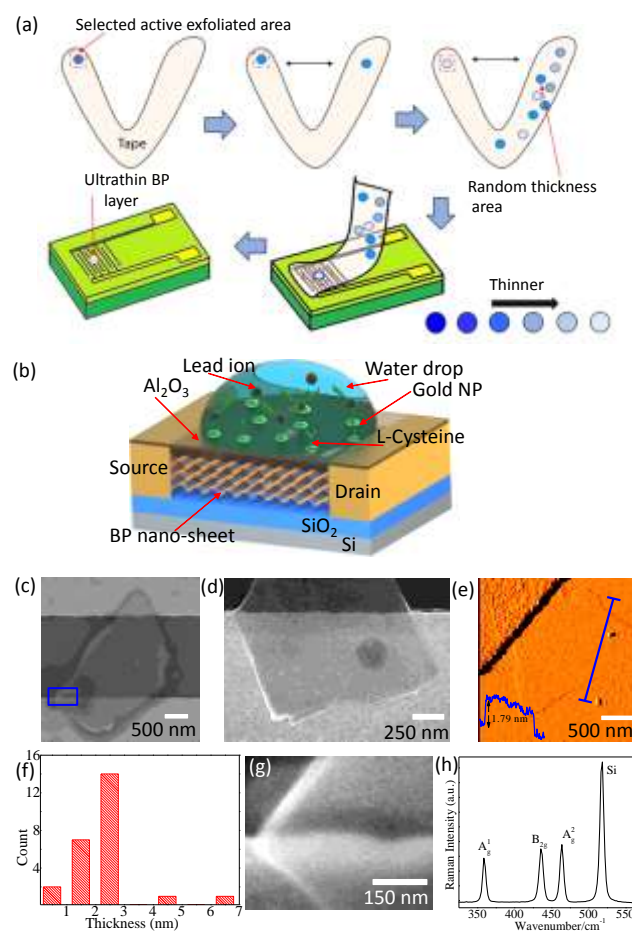 (a)
Selected active exfoliated area
Tape
Ultrathin BP
layer
Random thickness
area
Thinner
(b)
Lead ion
Water drop
Al₂O₃
Gold NP
L-Cysteine
Source
Drain
BP nano-sheet
SiO₂
Si
(c)
500 nm
(d)
250 nm
(e)
1.79 nm
500nm
(f)
16
12
8
4
Count
1 2 3 4 5 6 7
Thickness (nm)
(g)
150 nm
(h)
Raman Intensity (a.u.)
A¹g
B₂g
A²g
Si
350 400 450 500 550
Wavenumber/cm⁻¹